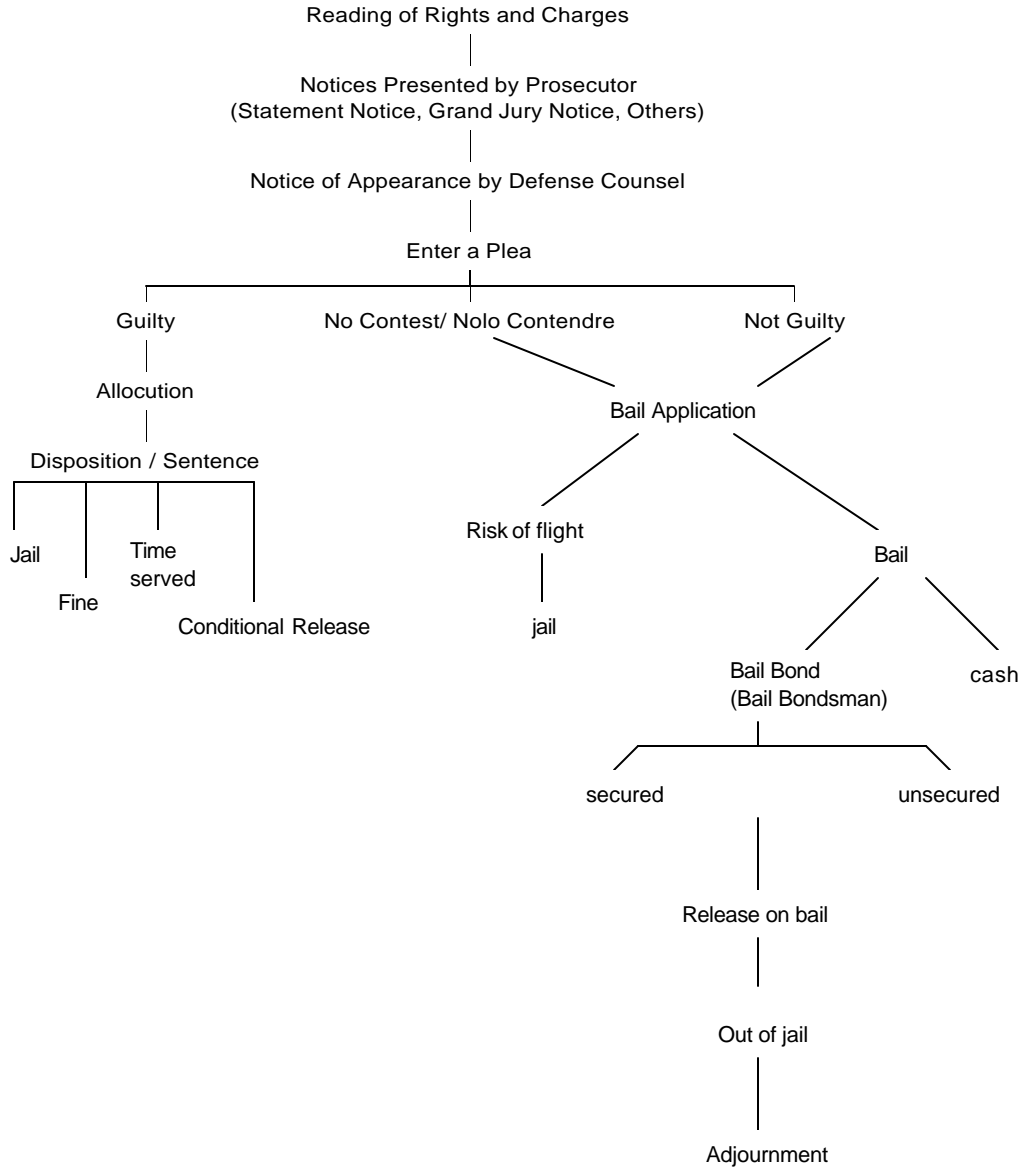 Reading of Rights and Charges
Notices Presented by Prosecutor
(Statement Notice, Grand Jury Notice, Others)
Notice of Appearance by Defense Counsel
Enter a Plea
Guilty
No Contest/ Nolo Contendre
Not Guilty
Allocution
Bail Application
Disposition / Sentence
Risk of flight
Bail
Jail
Time
served
Fine
Conditional Release
jail
Bail Bond
(Bail Bondsman)
cash
secured
unsecured
Release on bail
Out of jail
Adjournment